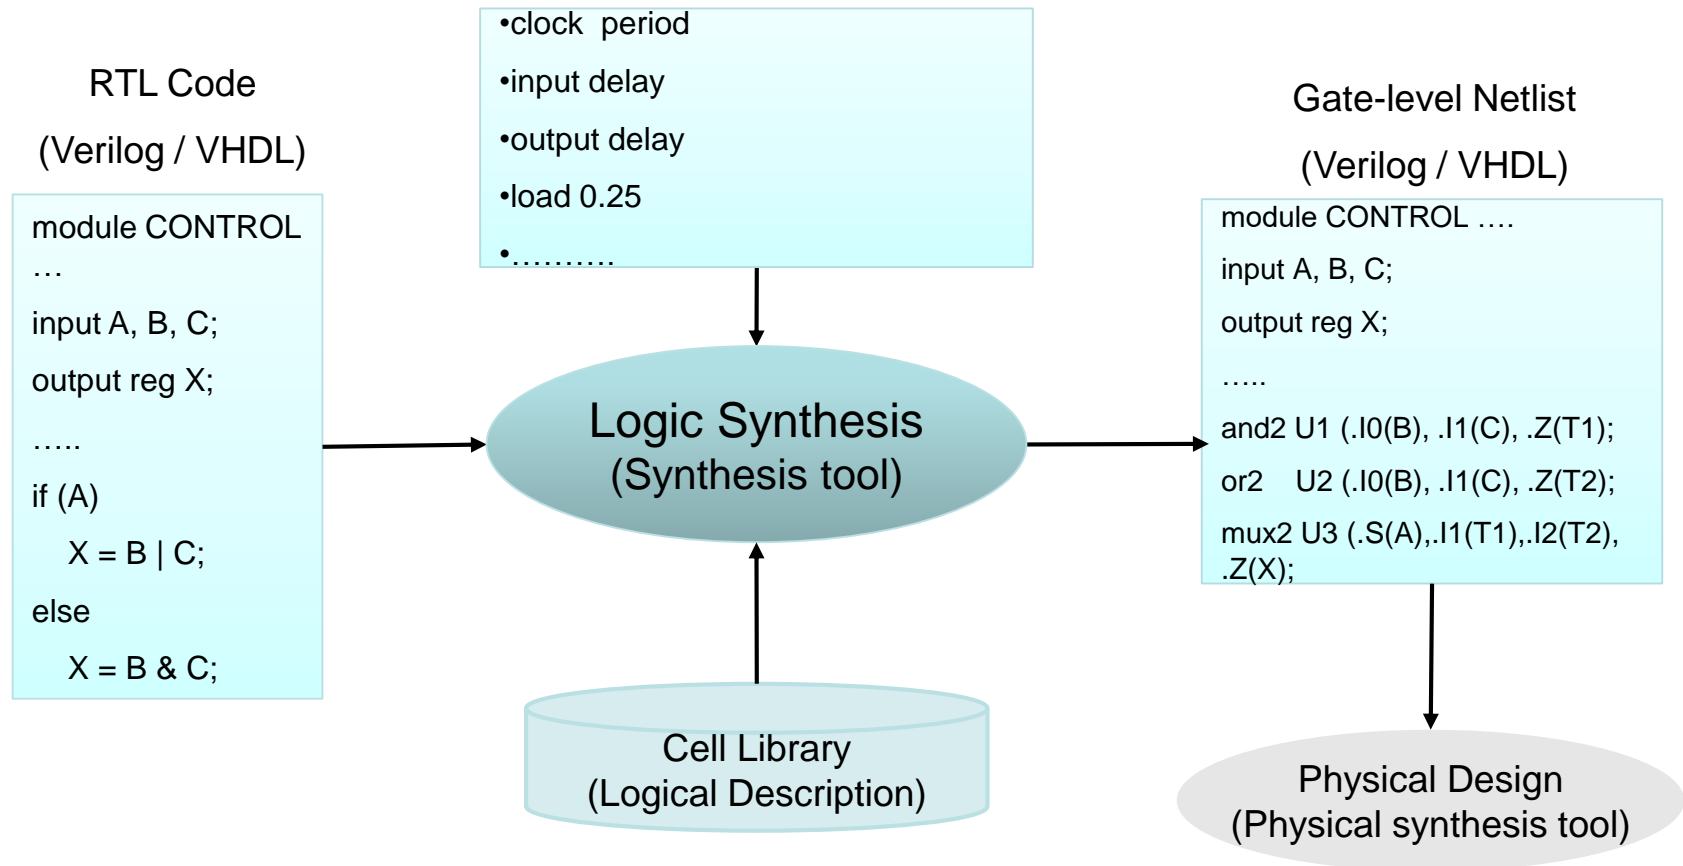 RTL Code
(Verilog / VHDL)
module CONTROL
…
input A, B, C;
output reg X;
…..
if (A)
X = B | C;
else
X = B & C;
•clock  period
•input delay
•output delay
•load 0.25
•……….
Logic Synthesis
(Synthesis tool)
Cell Library
(Logical Description)
Gate-level Netlist
(Verilog / VHDL)
module CONTROL ….
input A, B, C;
output reg X;
…..
and2 U1 (.I0(B), .I1(C), .Z(T1);
or2    U2 (.I0(B), .I1(C), .Z(T2);
mux2 U3 (.S(A),.I1(T1),.I2(T2),
.Z(X);
Physical Design
(Physical synthesis tool)